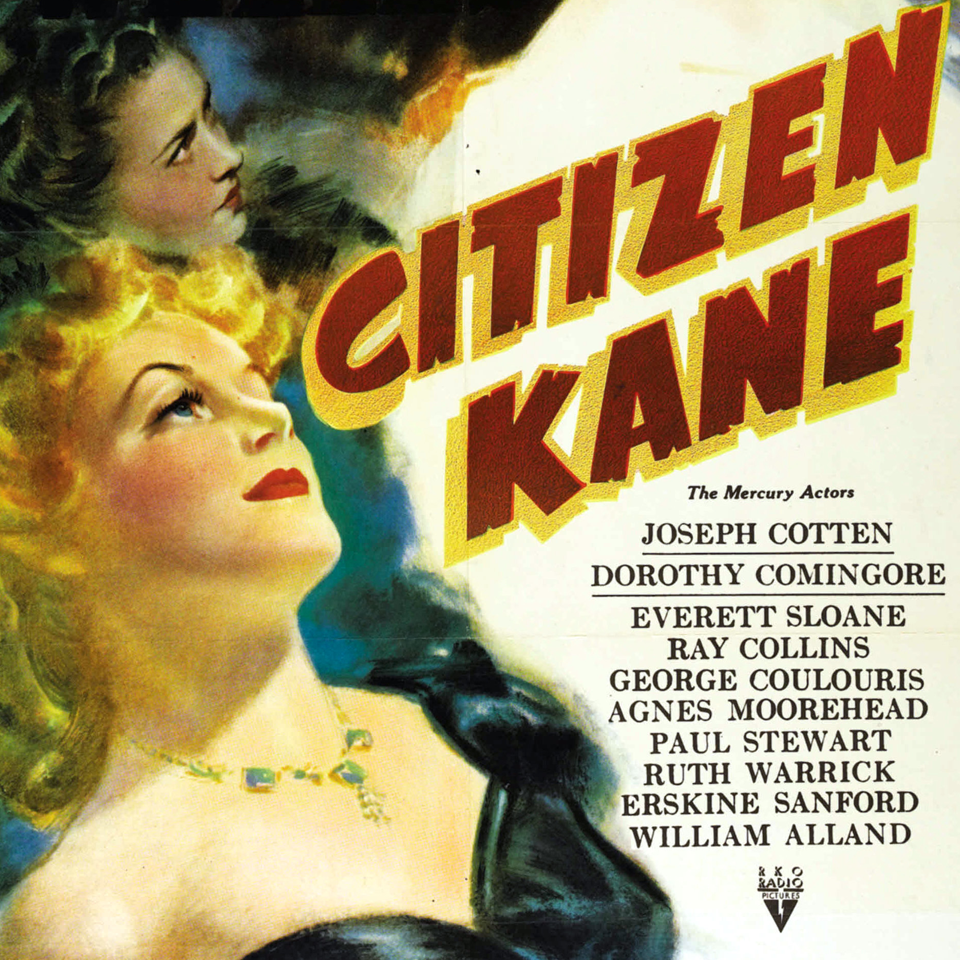 CITIZEN
KANE
The Mercury Actors
JOSEPH COTTEN
DOROTHY COMINGORE
EVERETT SLOANE
RAY COLLINS
GEORGE COULOURIS
AGNES MOOREHEAD
PAUL STEWART
RUTH WARRICK
ERSKINE SANFORD
WILLIAM ALLAND
RKO
RADIO
PICTURES